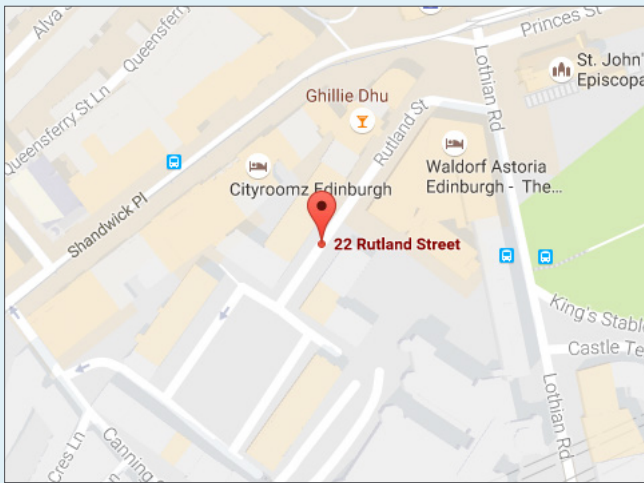 Princes St
Alva S
Queensferry
Lothian Rd
St. John'
Episcopa
Ghillie Dhu
Queensferry St Ln
Rutland St
Waldorf Astoria
Edinburgh - The...
Cityroomz Edinburgh
Shandwick Pl
22 Rutland Street
King's Stable
Castle Te
Lothian Rd
Canning
Cres Ln